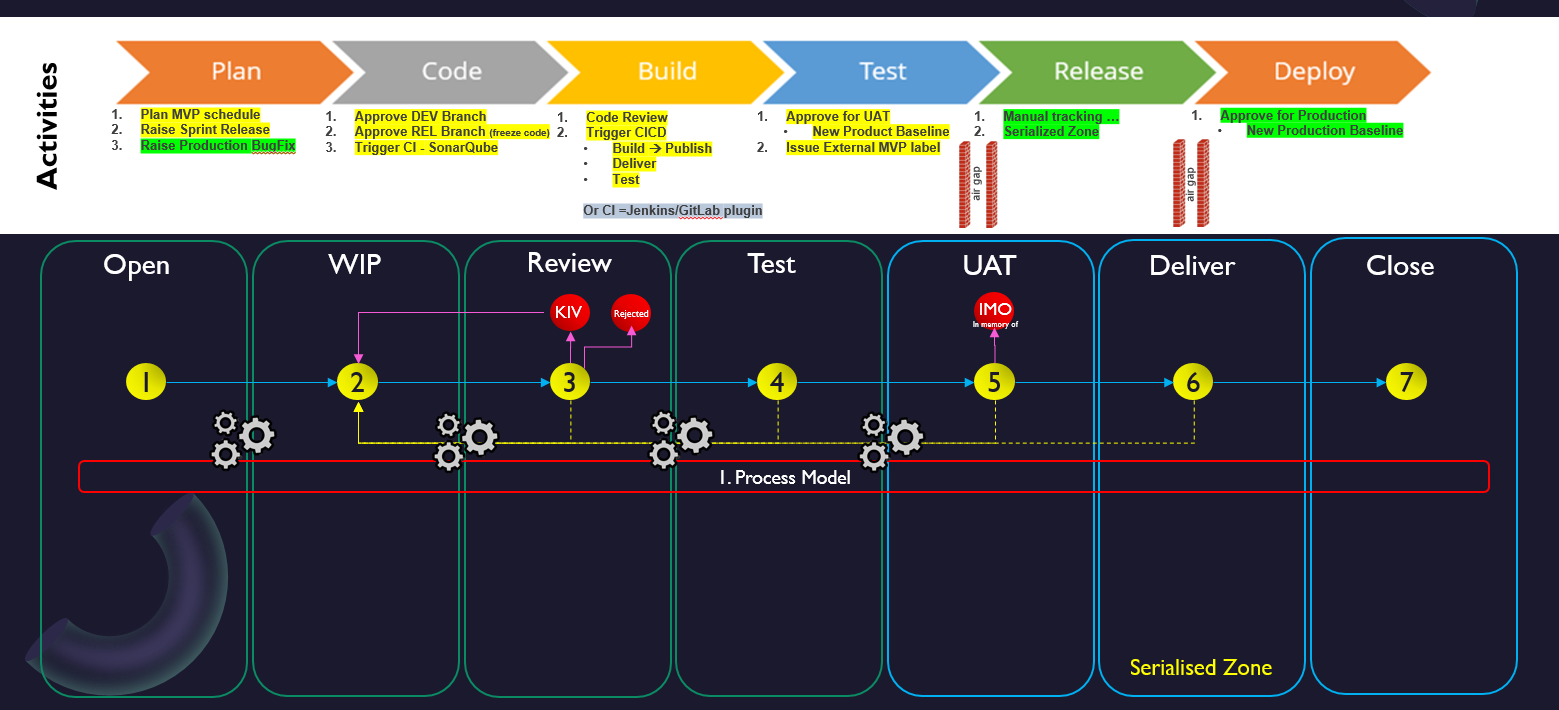 Activities
Plan
Code
Build
Test
Release
Deploy
1. Plan MVP schedule
2. Raise Sprint Release
3. Raise Production BugFix
1. Approve DEV Branch
2. Approve REL Branch (freeze code)
3. Trigger CI - SonarQube
1. Code Review
2. Trigger CICD
• Build → Publish
• Deliver
• Test
Or CI =Jenkins/GitLab plugin
1. Approve for UAT
• New Product Baseline
2. Issue External MVP label
1. Manual tracking ...
2. Serialized Zone
air gap
1. Approve for Production
• New Production Baseline
air gap
Open
WIP
Review
Test
UAT
Deliver
Close
KIV
Rejected
IMO
In memory of
1
2
3
4
5
6
7
1. Process Model
Serialised Zone